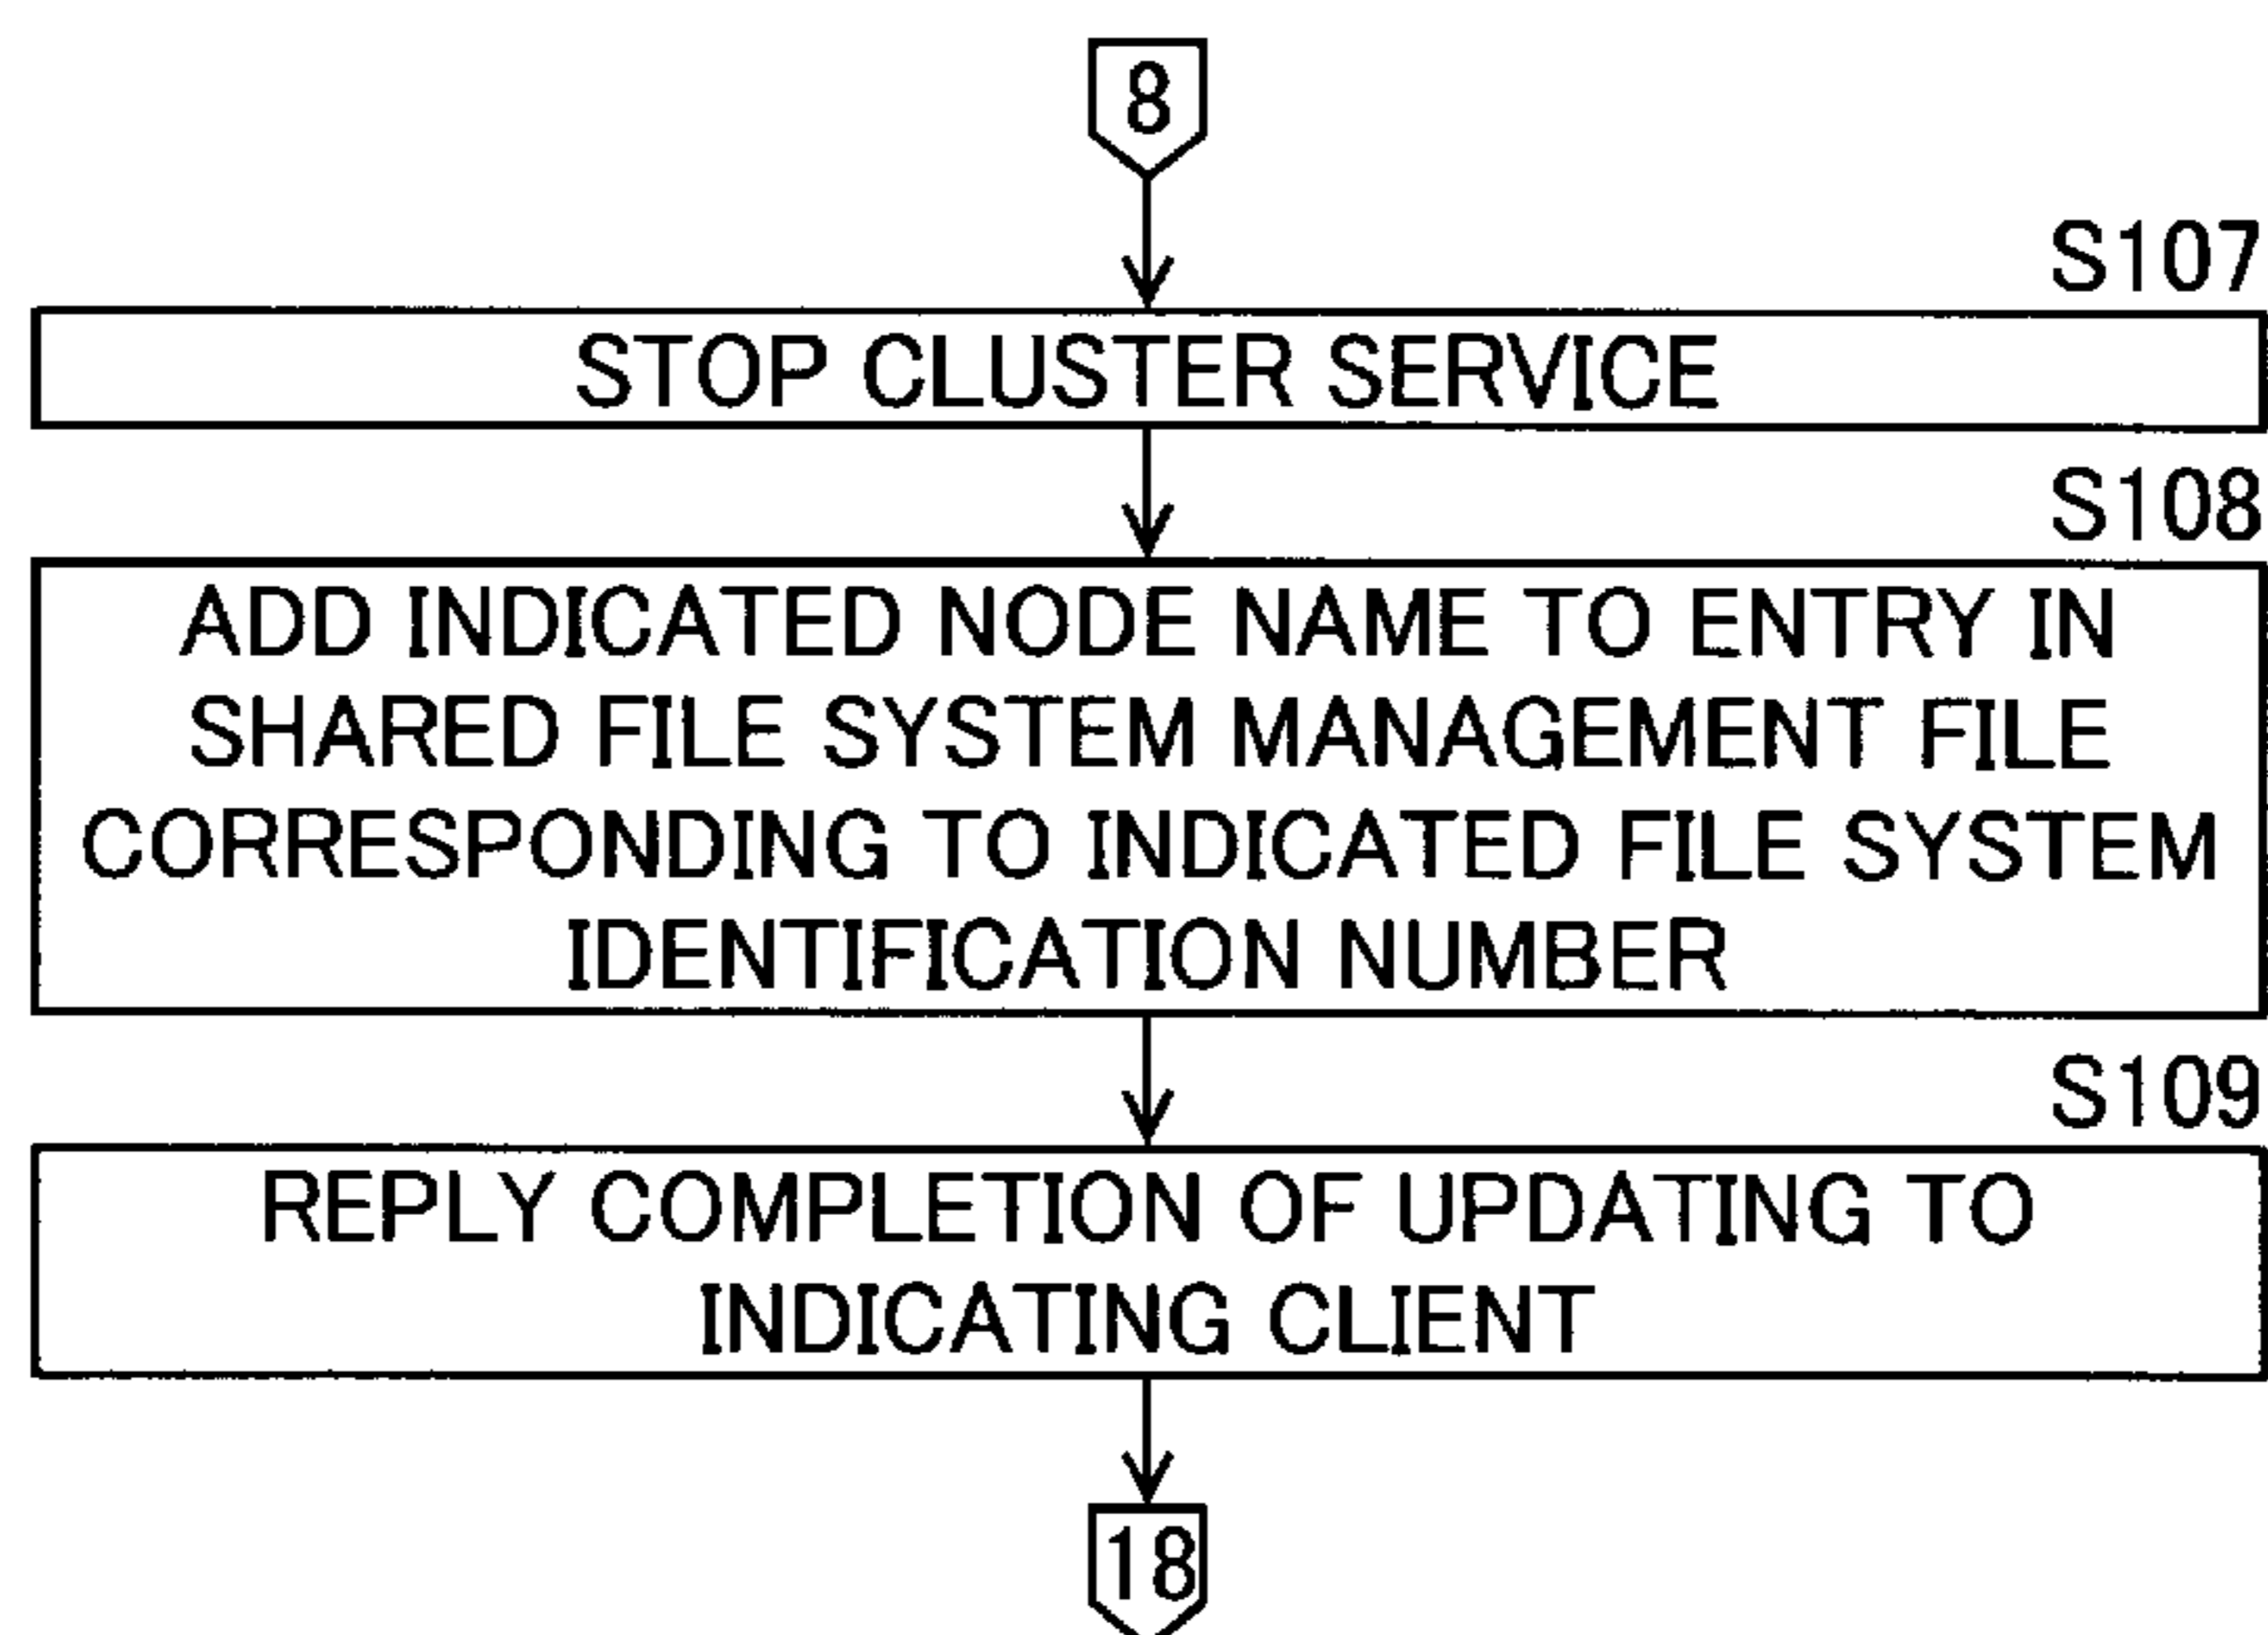 8
S107
STOP CLUSTER SERVICE
S108
ADD INDICATED NODE NAME TO ENTRY IN
SHARED FILE SYSTEM MANAGEMENT FILE
CORRESPONDING TO INDICATED FILE SYSTEM
IDENTIFICATION NUMBER
S109
REPLY COMPLETION OF UPDATING TO
INDICATING CLIENT
18